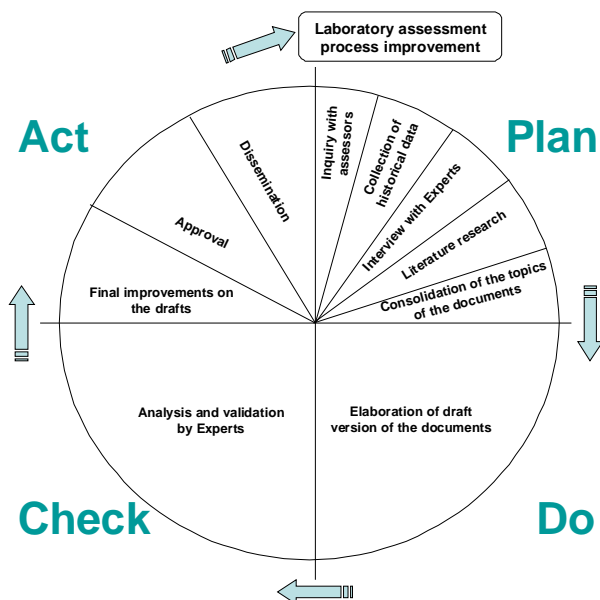 Laboratory assessment
process improvement
Act
Plan
Inquiry with
assessors
Collection of
historical data
Interview with Experts
Literature research
Consolidation of the topics
of the documents
Dissemination
Approval
Final improvements on
the drafts
Analysis and validation
by Experts
Elaboration of draft
version of the documents
Check
Do